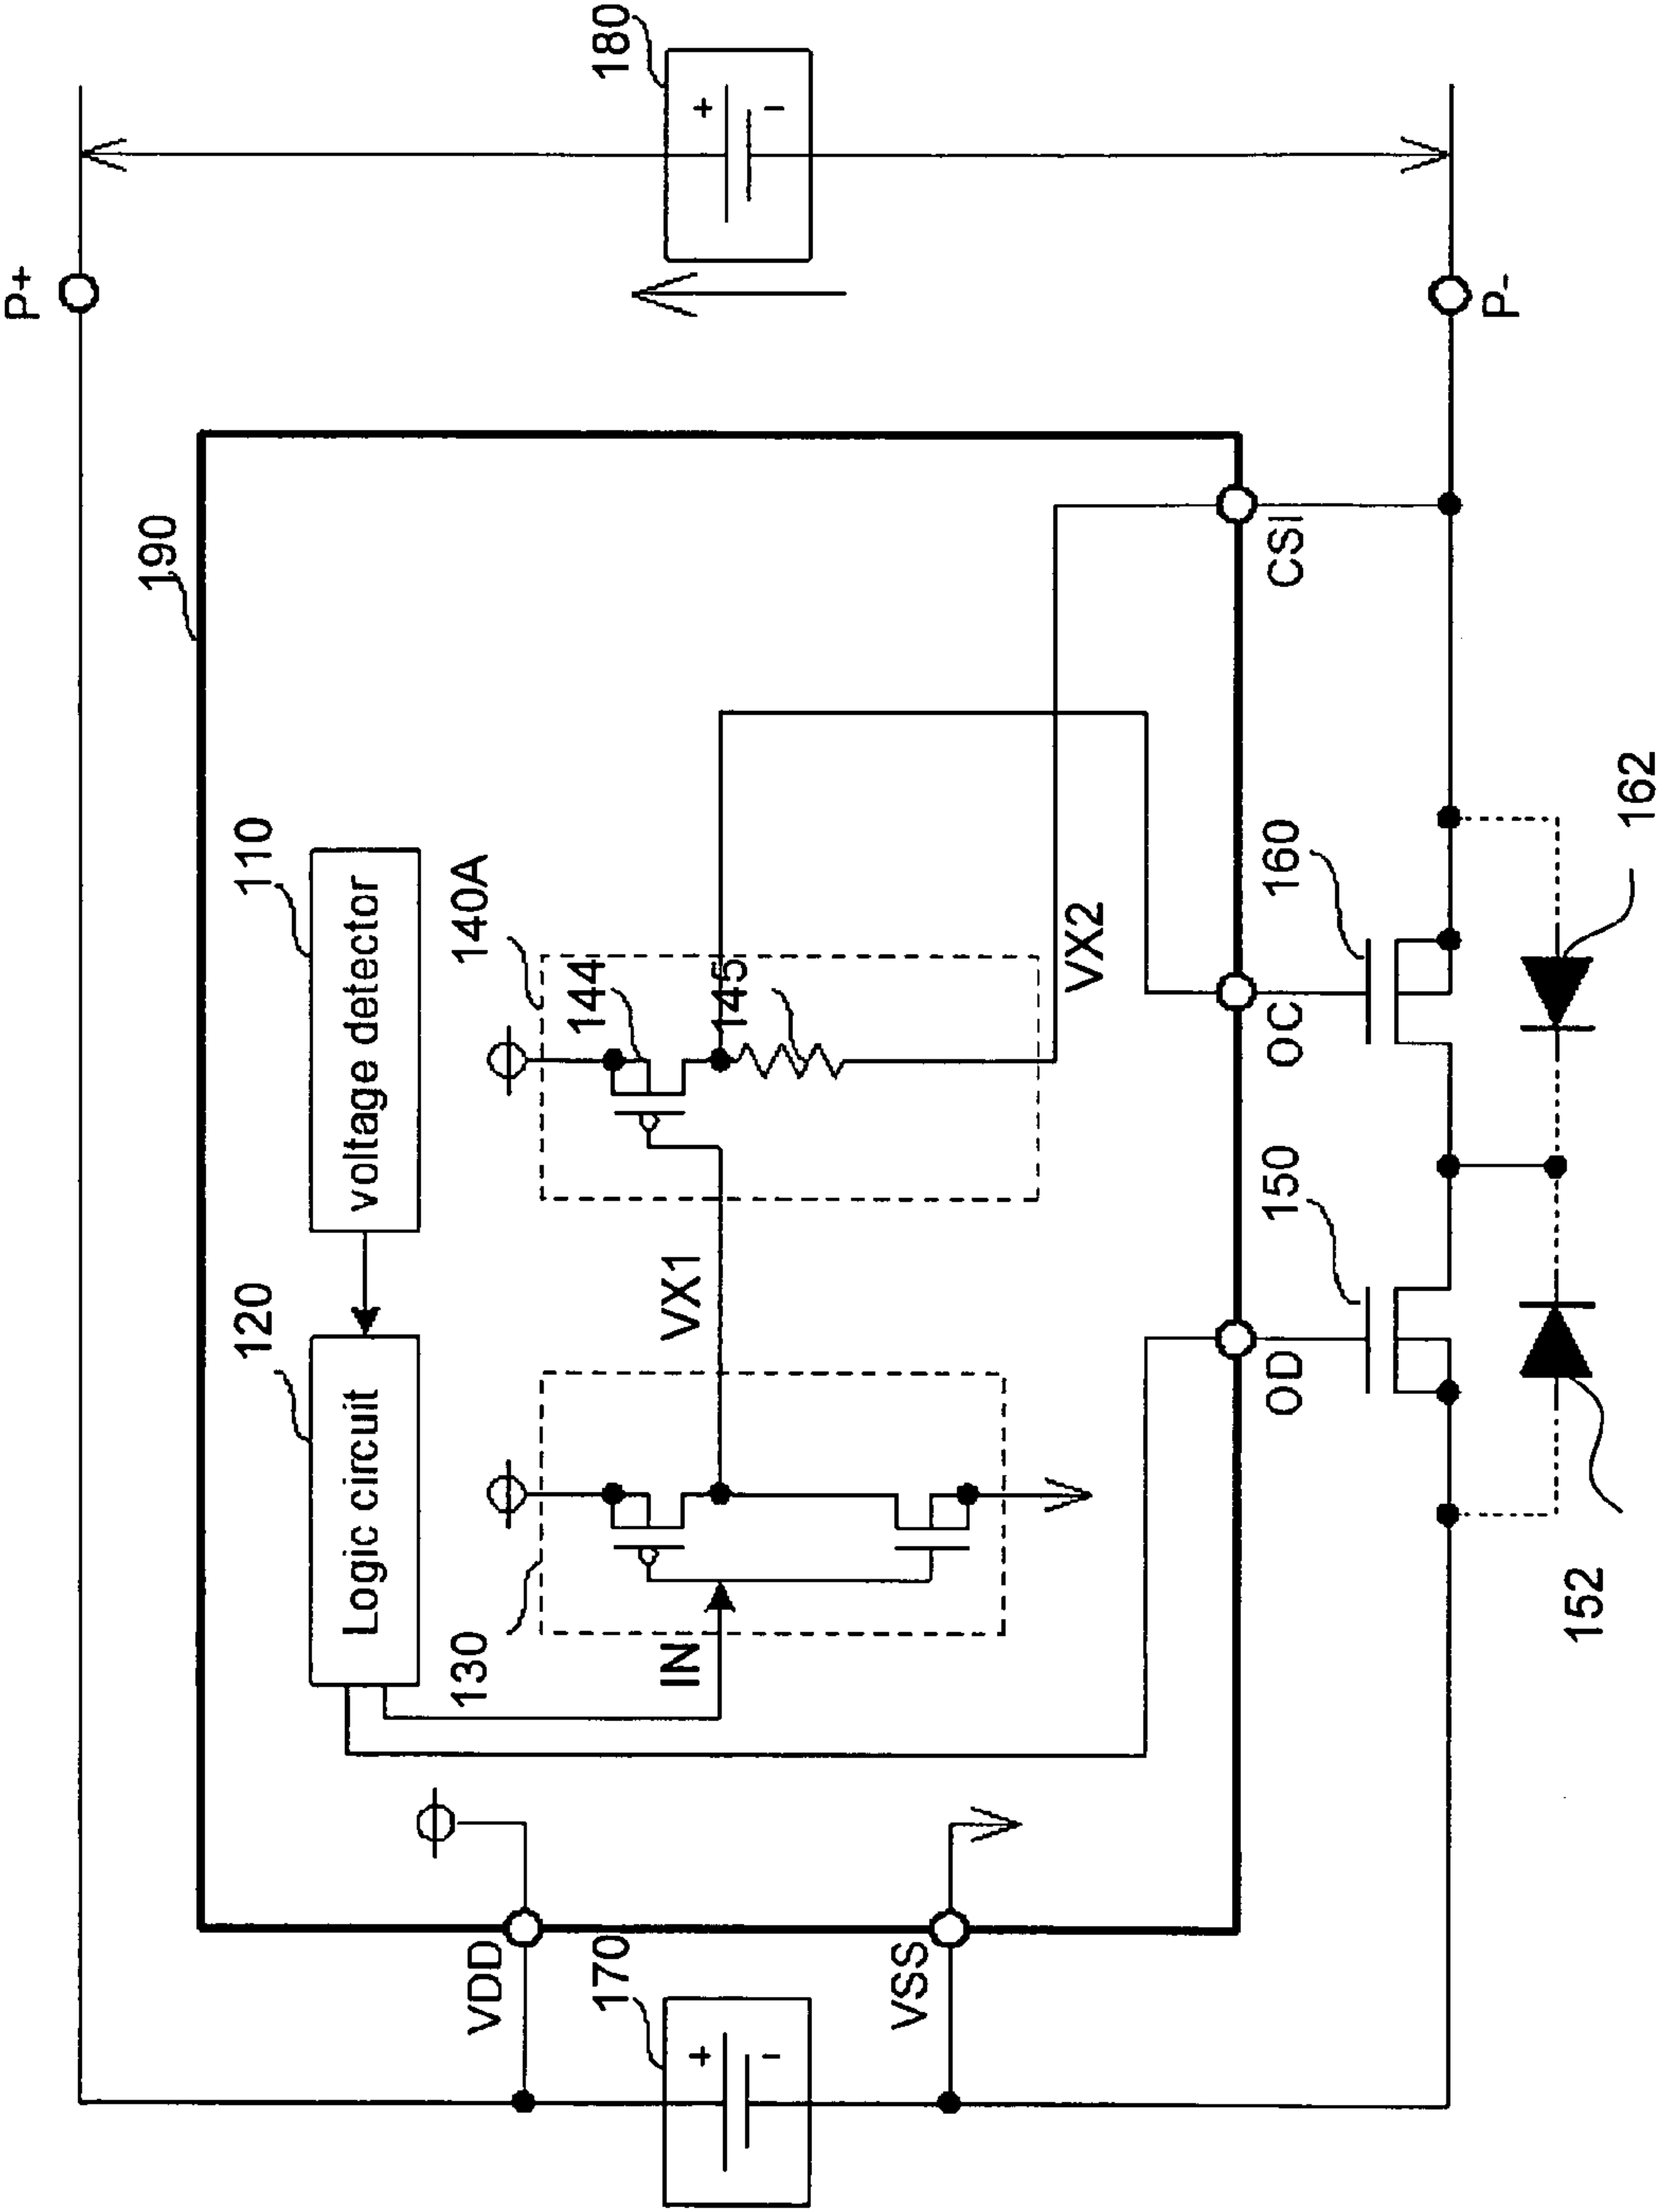 P+
180
+
-
P-
190
110
voltage detector
120
Logic circuit
140A
144
145
VX2
VX1
130
IN
CSI
OC
160
162
OD
150
152
VDD
170
+
-
VSS